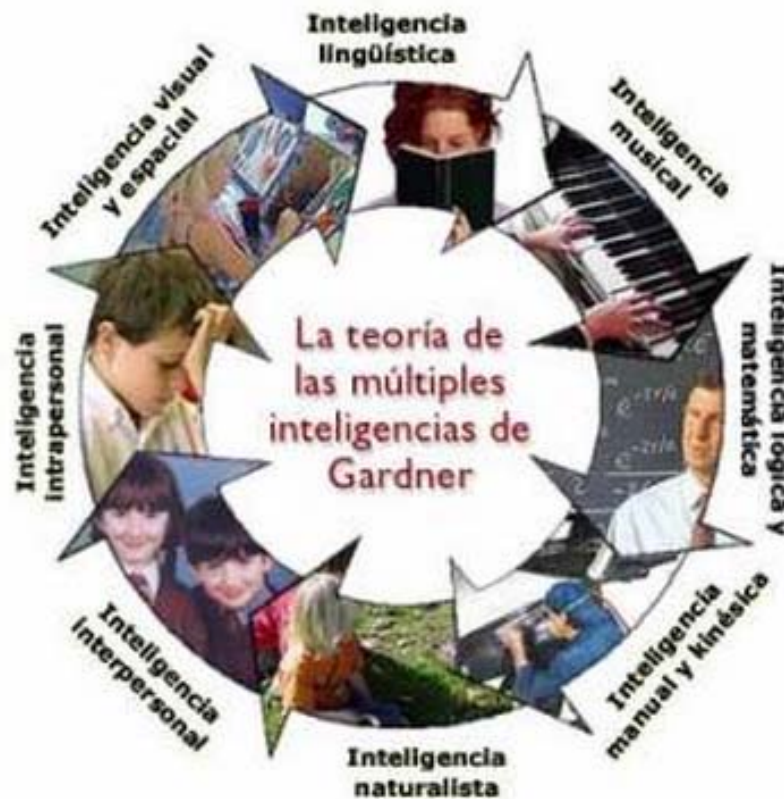 Inteligencia
lingüística
Inteligencia
musical
Inteligencia lógica y
matemática
Inteligencia
manual y kinésica
Inteligencia
naturalista
Inteligencia
interpersonal
Inteligencia
intrapersonal
Inteligencia visual
y espacial
La teoría de
las múltiples
inteligencias de
Gardner